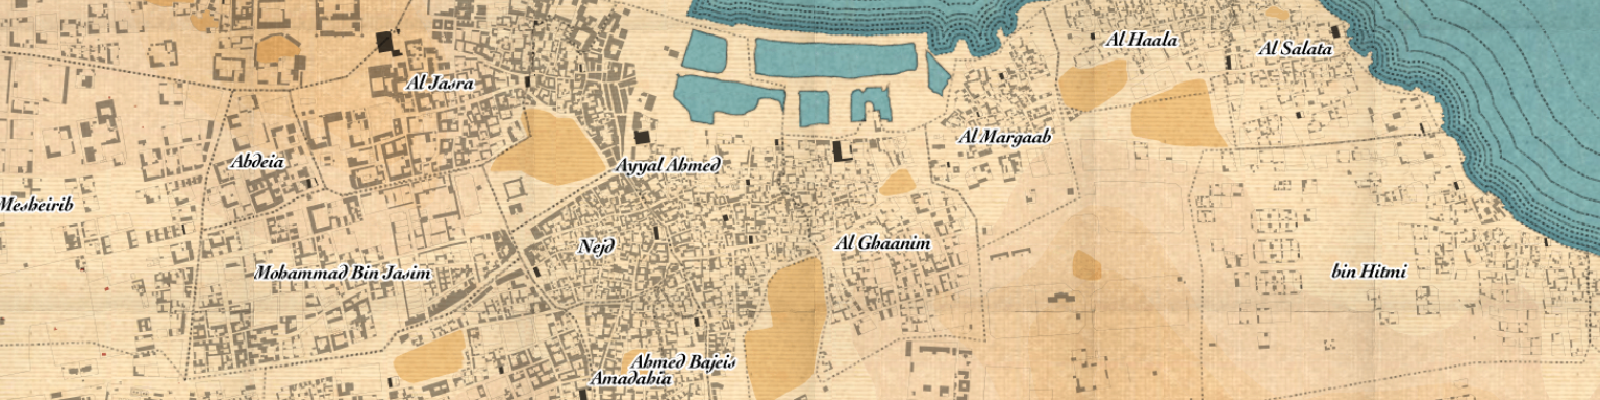 Al Haala
Al Salata
Al Jasra
Al Margaab
Abdeia
Ayyal Ahmed
Mesheirib
Nejd
Al Ghaanim
Mohammad Bin Jasim
bin Hitmi
Ahmed Bajeis
Amadahia